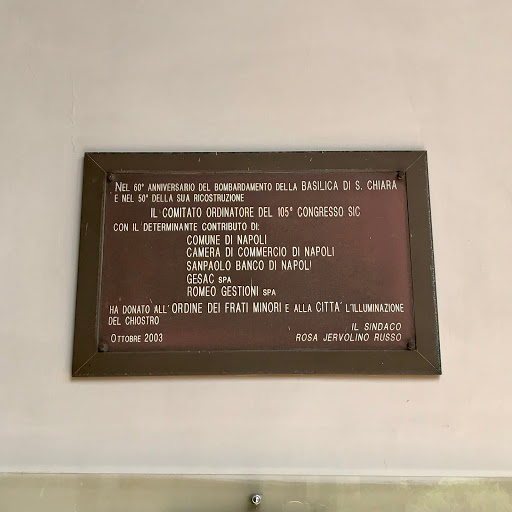 NEL 60° ANNIVERSARIO DEL BOMBARDAMENTO DELLA BASILICA DI S. CHIARA
E NEL 50° DELLA SUA RICOSTRUZIONE
IL COMITATO ORDINATORE DEL 105° CONGRESSO SIC
CON IL DETERMINANTE CONTRIBUTO DI:
COMUNE DI NAPOLI
CAMERA DI COMMERCIO DI NAPOLI
SANPAOLO BANCO DI NAPOLI
GESAC SPA
ROMEO GESTIONI SPA
HA DONATO ALL'ORDINE DEI FRATI MINORI E ALLA CITTA' L'ILLUMINAZIONE
DEL CHIOSTRO
IL SINDACO
OTTOBRE 2003 ROSA JERVOLINO RUSSO